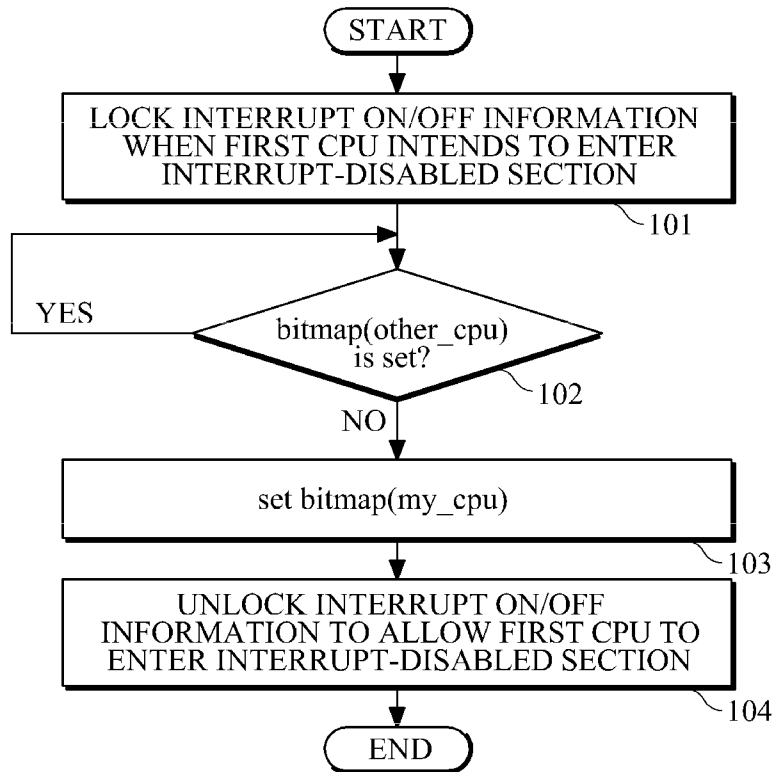 START
LOCK INTERRUPT ON/OFF INFORMATION
WHEN FIRST CPU INTENDS TO ENTER
INTERRUPT-DISABLED SECTION
101
YES
bitmap(other_cpu)
is set?
102
NO
set bitmap(my_cpu)
103
UNLOCK INTERRUPT ON/OFF
INFORMATION TO ALLOW FIRST CPU TO
ENTER INTERRUPT-DISABLED SECTION
104
END